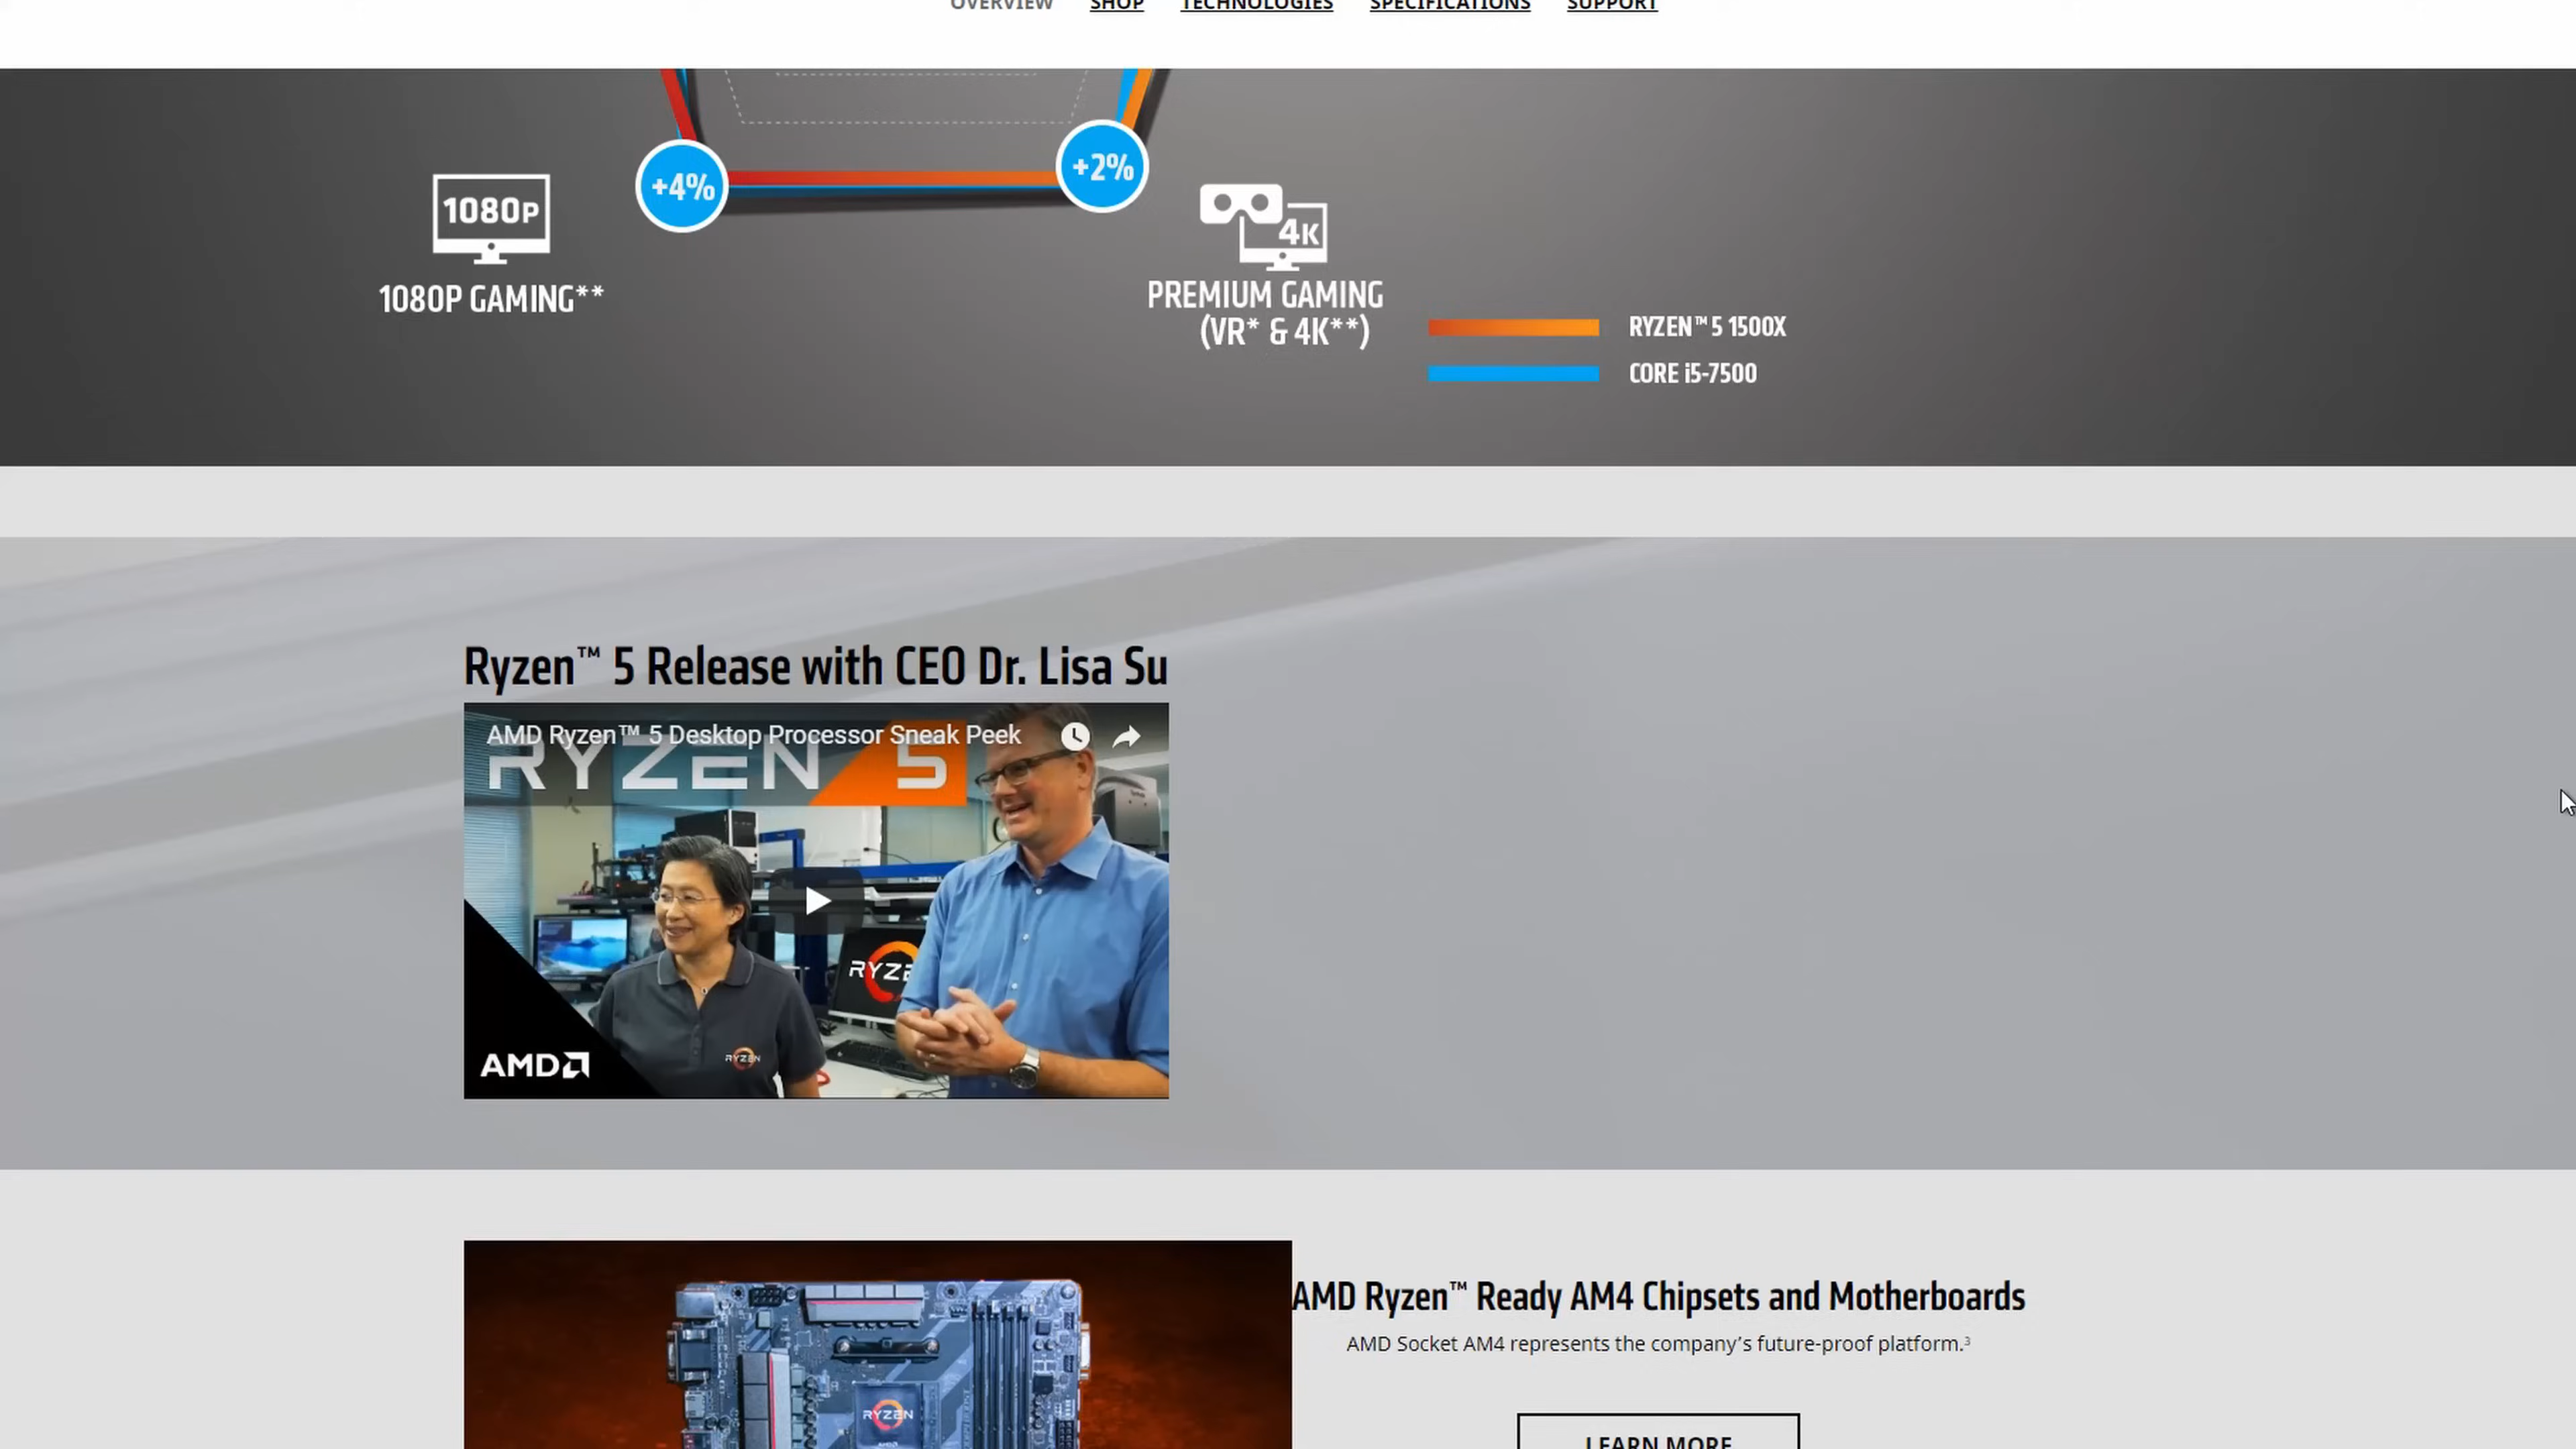 OVERVIEW SHOP TECHNOLOGIES SPECIFICATIONS SUPPORT
+4%
+2%
1080P
4K
1080P GAMING**
PREMIUM GAMING
(VR* & 4K**)
RYZEN™ 5 1500X
CORE i5-7500
Ryzen™ 5 Release with CEO Dr. Lisa Su
AMD Ryzen™ 5 Desktop Processor Sneak Peek
RYZEN 5
RYZE
RYZEN
AMD
AMD Ryzen™ Ready AM4 Chipsets and Motherboards
AMD Socket AM4 represents the company’s future-proof platform.³
RYZEN
LEARN MORE